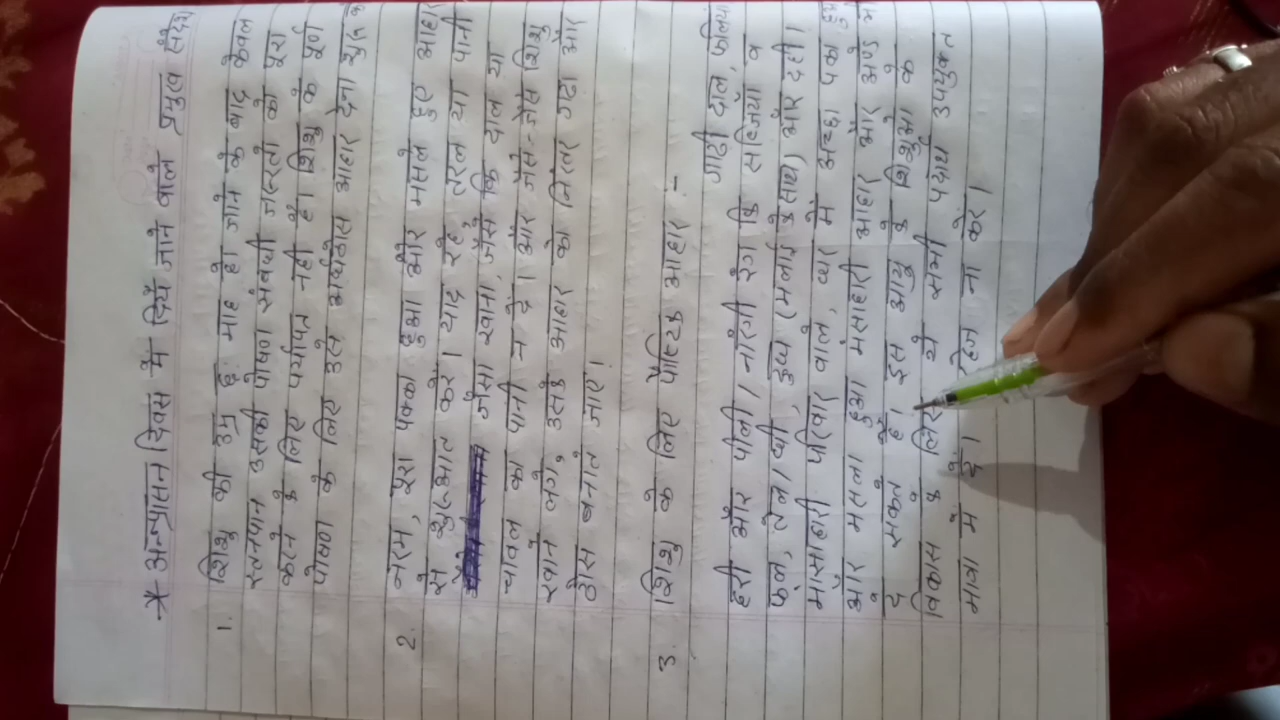 * अन्नप्रासन दिवस में दिये जाने वाले प्रमुख संदेश
1. शिशु की उम्र छः माह हो जाने के बाद केवल
स्तनपान उसकी पोषण संबंधी जरूरतो को पूरा
करने के लिए पर्याप्त नही है। शिशु के पूर्ण
पोषण के लिए उसे अर्धठोस आहार देना शुरू
2. नरम, पूरा पक्का हुआ और मसले हुए आहार
से शुरुआत करें। याद रहे, तरल या पानी
जैसा खाना, जैसे कि दाल या
चावल का पानी न दें। और जैसे-जैसे शिशु
खाने लगे, उसके आहार को निरंतर गाढ़ा और
ठोस बनाते जाए।
3. शिशु के लिए पौष्टिक आहार :-
गाढ़ी दाल, फलियां
हरी और पीली / नारंगी रंग कि सब्जियाँ व
फल, तेल / घी, दुध (मलाई के साथ) और दही।
मांसाहारी परिवार वाले, घर में अच्छा पका हुआ
और मसला हुआ मंसाहारी आहार और अण्डे भी
दे सकते है। इस आयु के शिशुओ के
विकास के लिए ये सभी पदार्थ उपयुक्त
मात्रा में दें। ना करे।